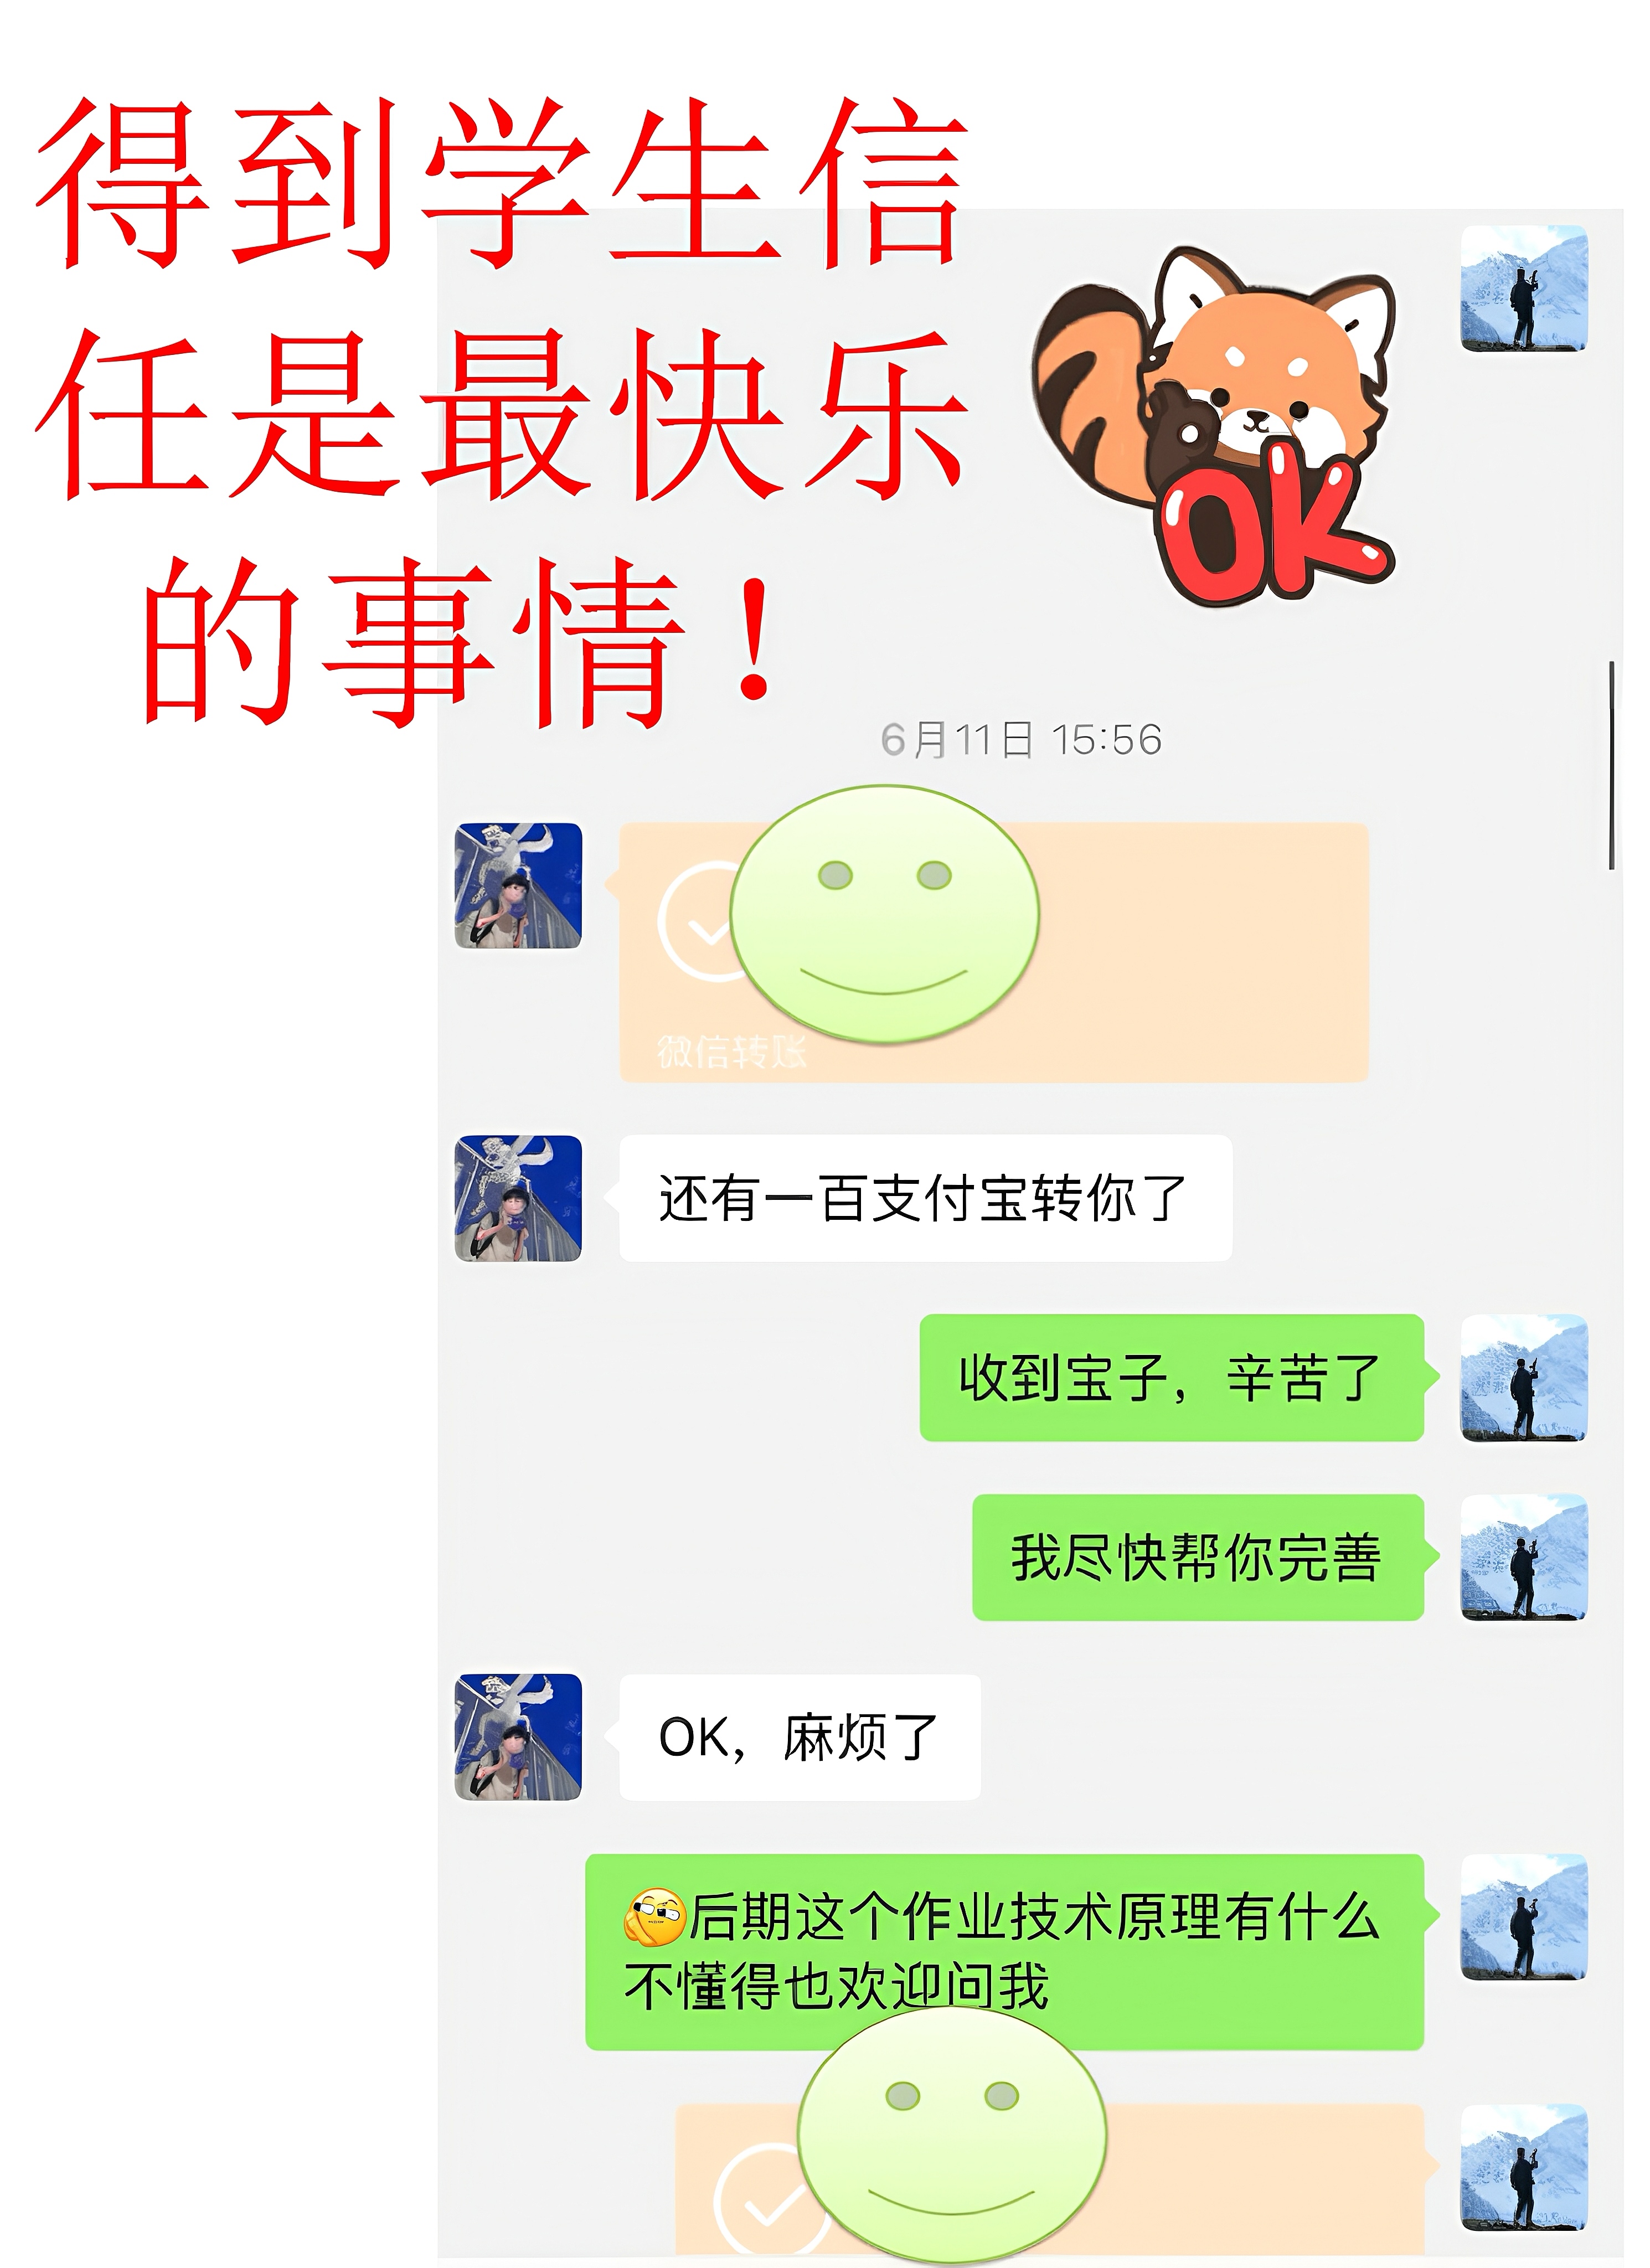 得到学生信
任是最快乐
的事情！
OK
6月11日 15:56
微信转账
还有一百支付宝转你了
收到宝子，辛苦了
我尽快帮你完善
OK，麻烦了
后期这个作业技术原理有什么
不懂得也欢迎问我